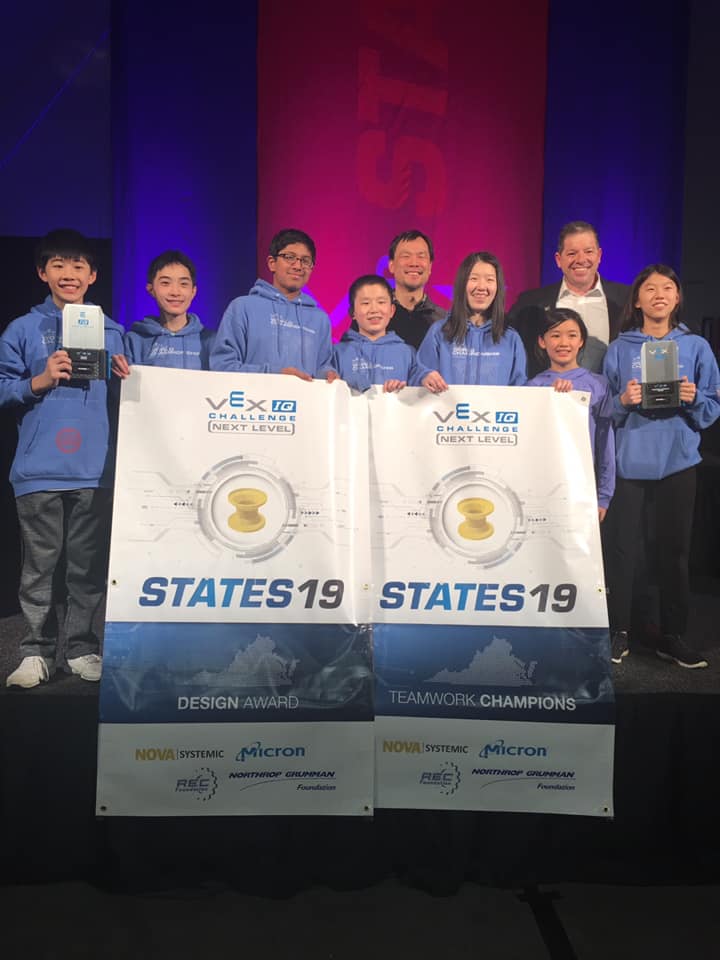 STA
VEX IQ
CHALLENGE
NEXT LEVEL
STATES19
DESIGN AWARD
NOVA|SYSTEMIC Micron
REC Foundation NORTHROP GRUMMAN
Foundation
VEX IQ
CHALLENGE
NEXT LEVEL
STATES19
TEAMWORK CHAMPIONS
NOVA|SYSTEMIC Micron
REC Foundation NORTHROP GRUMMAN
Foundation